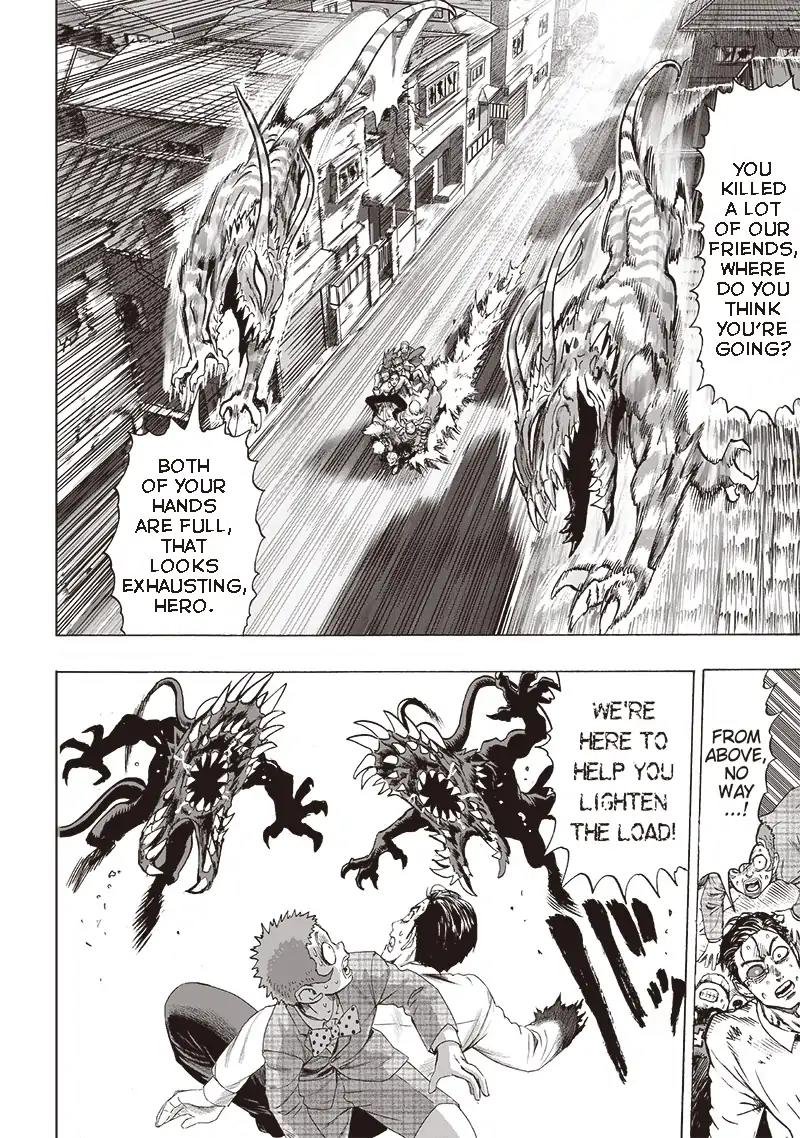 YOU
KILLED
A LOT
OF OUR
FRIENDS,
WHERE
DO YOU
THINK
YOU'RE
GOING?
BOTH
OF YOUR
HANDS
ARE FULL,
THAT
LOOKS
EXHAUSTING,
HERO.
FROM
ABOVE,
NO
WAY
...!
WE'RE
HERE TO
HELP YOU
LIGHTEN
THE LOAD!